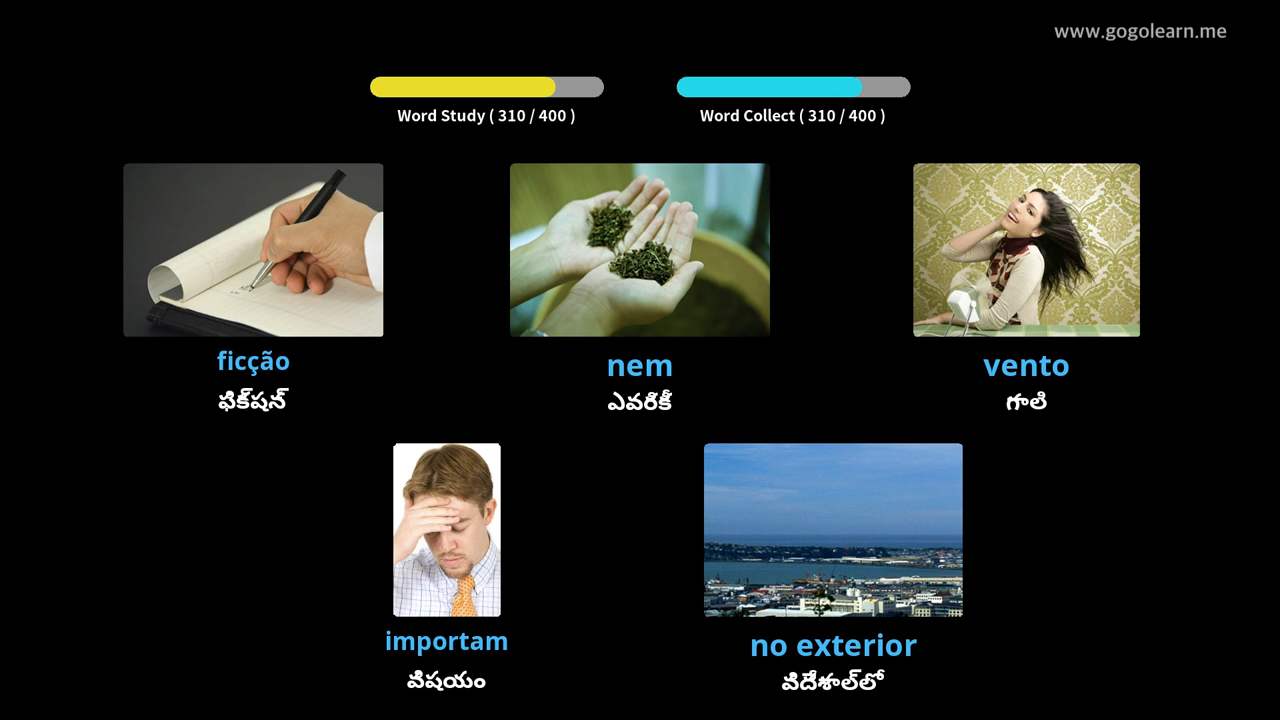 www.gogolearn.me
Word Study ( 310 / 400 )
Word Collect ( 310 / 400 )
ficção
ఫిక్‌షన్
nem
ఎవరికీ
vento
గాలి
importam
విషయం
no exterior
విదేశాల్‌లో